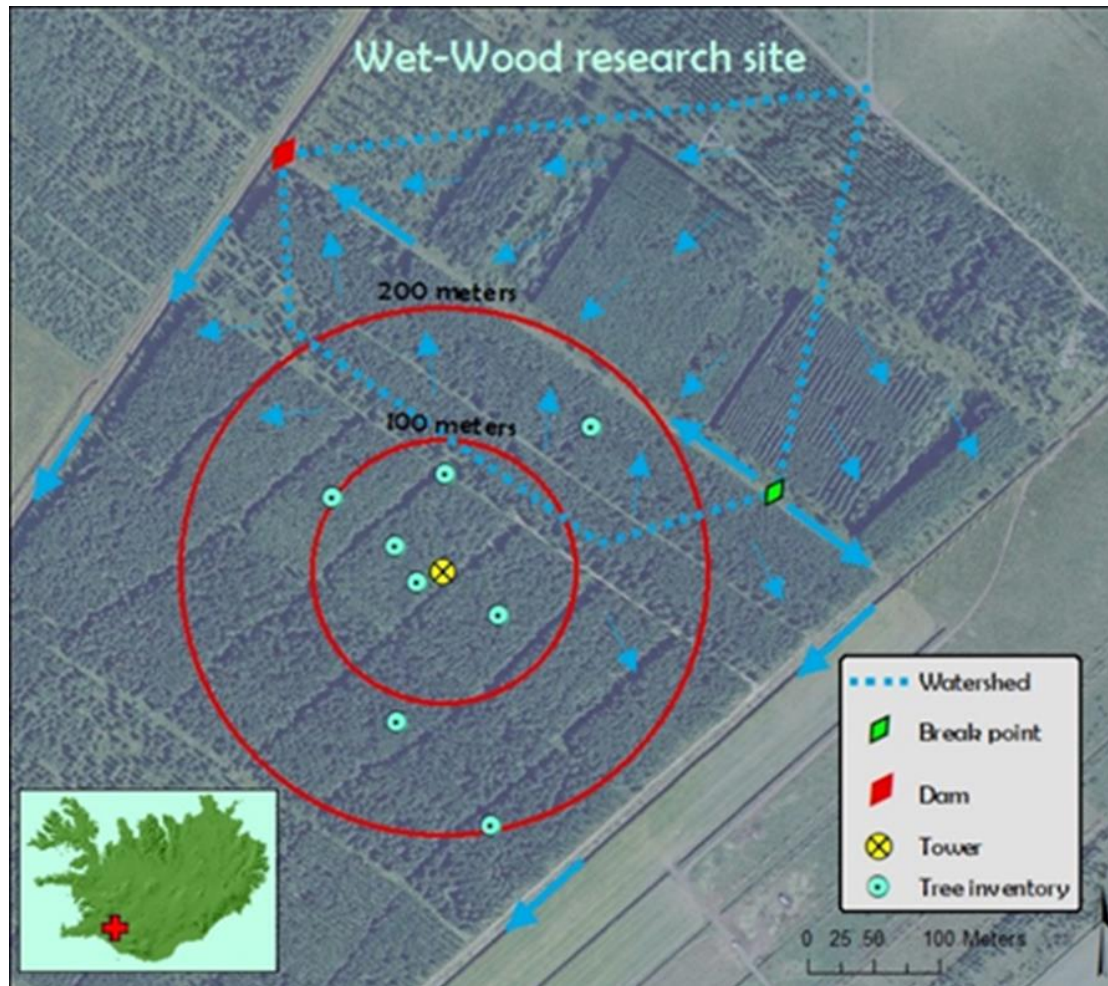 Wet-Wood research site
200 meters
100 meters
Watershed
Break point
Dam
Tower
Tree inventory
0 25 50 100 Meters